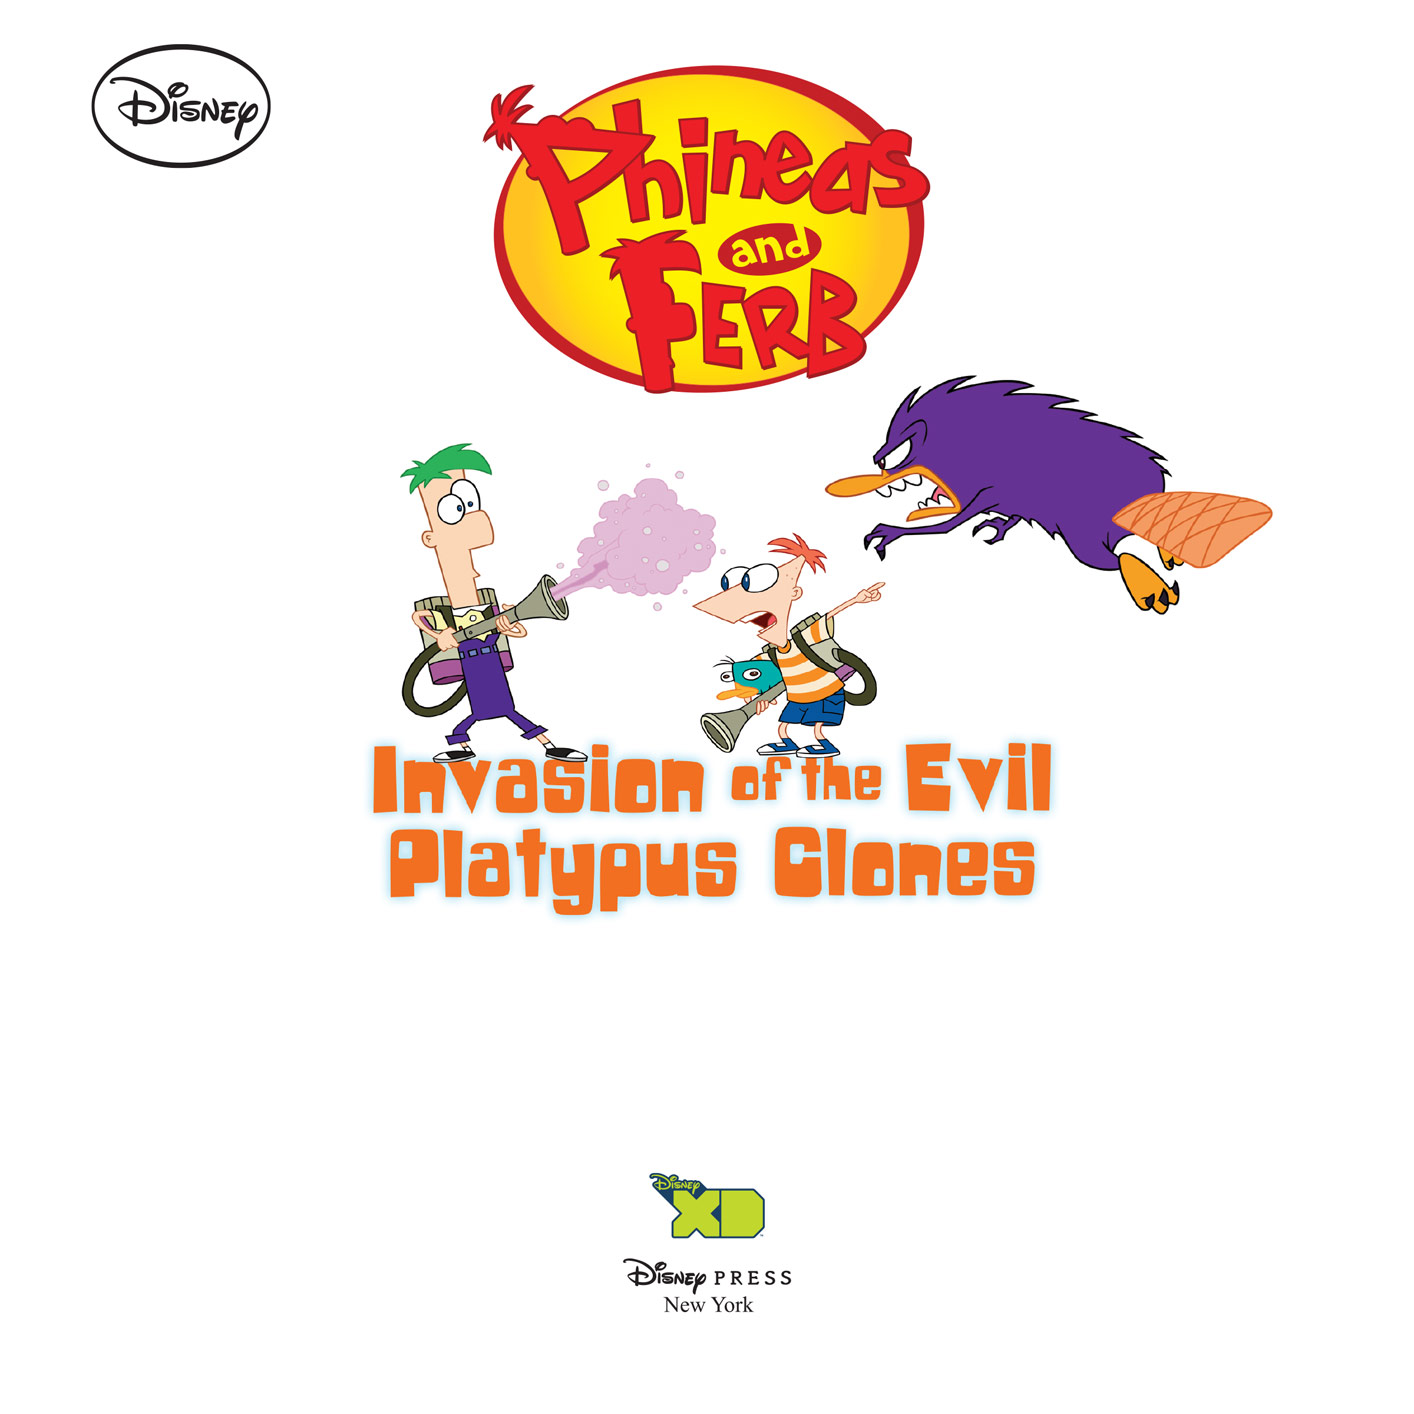 Disney
Phineas
and
Ferb
Invasion of the Evil
Platypus Clones
Disney
XD
Disney PRESS
New York